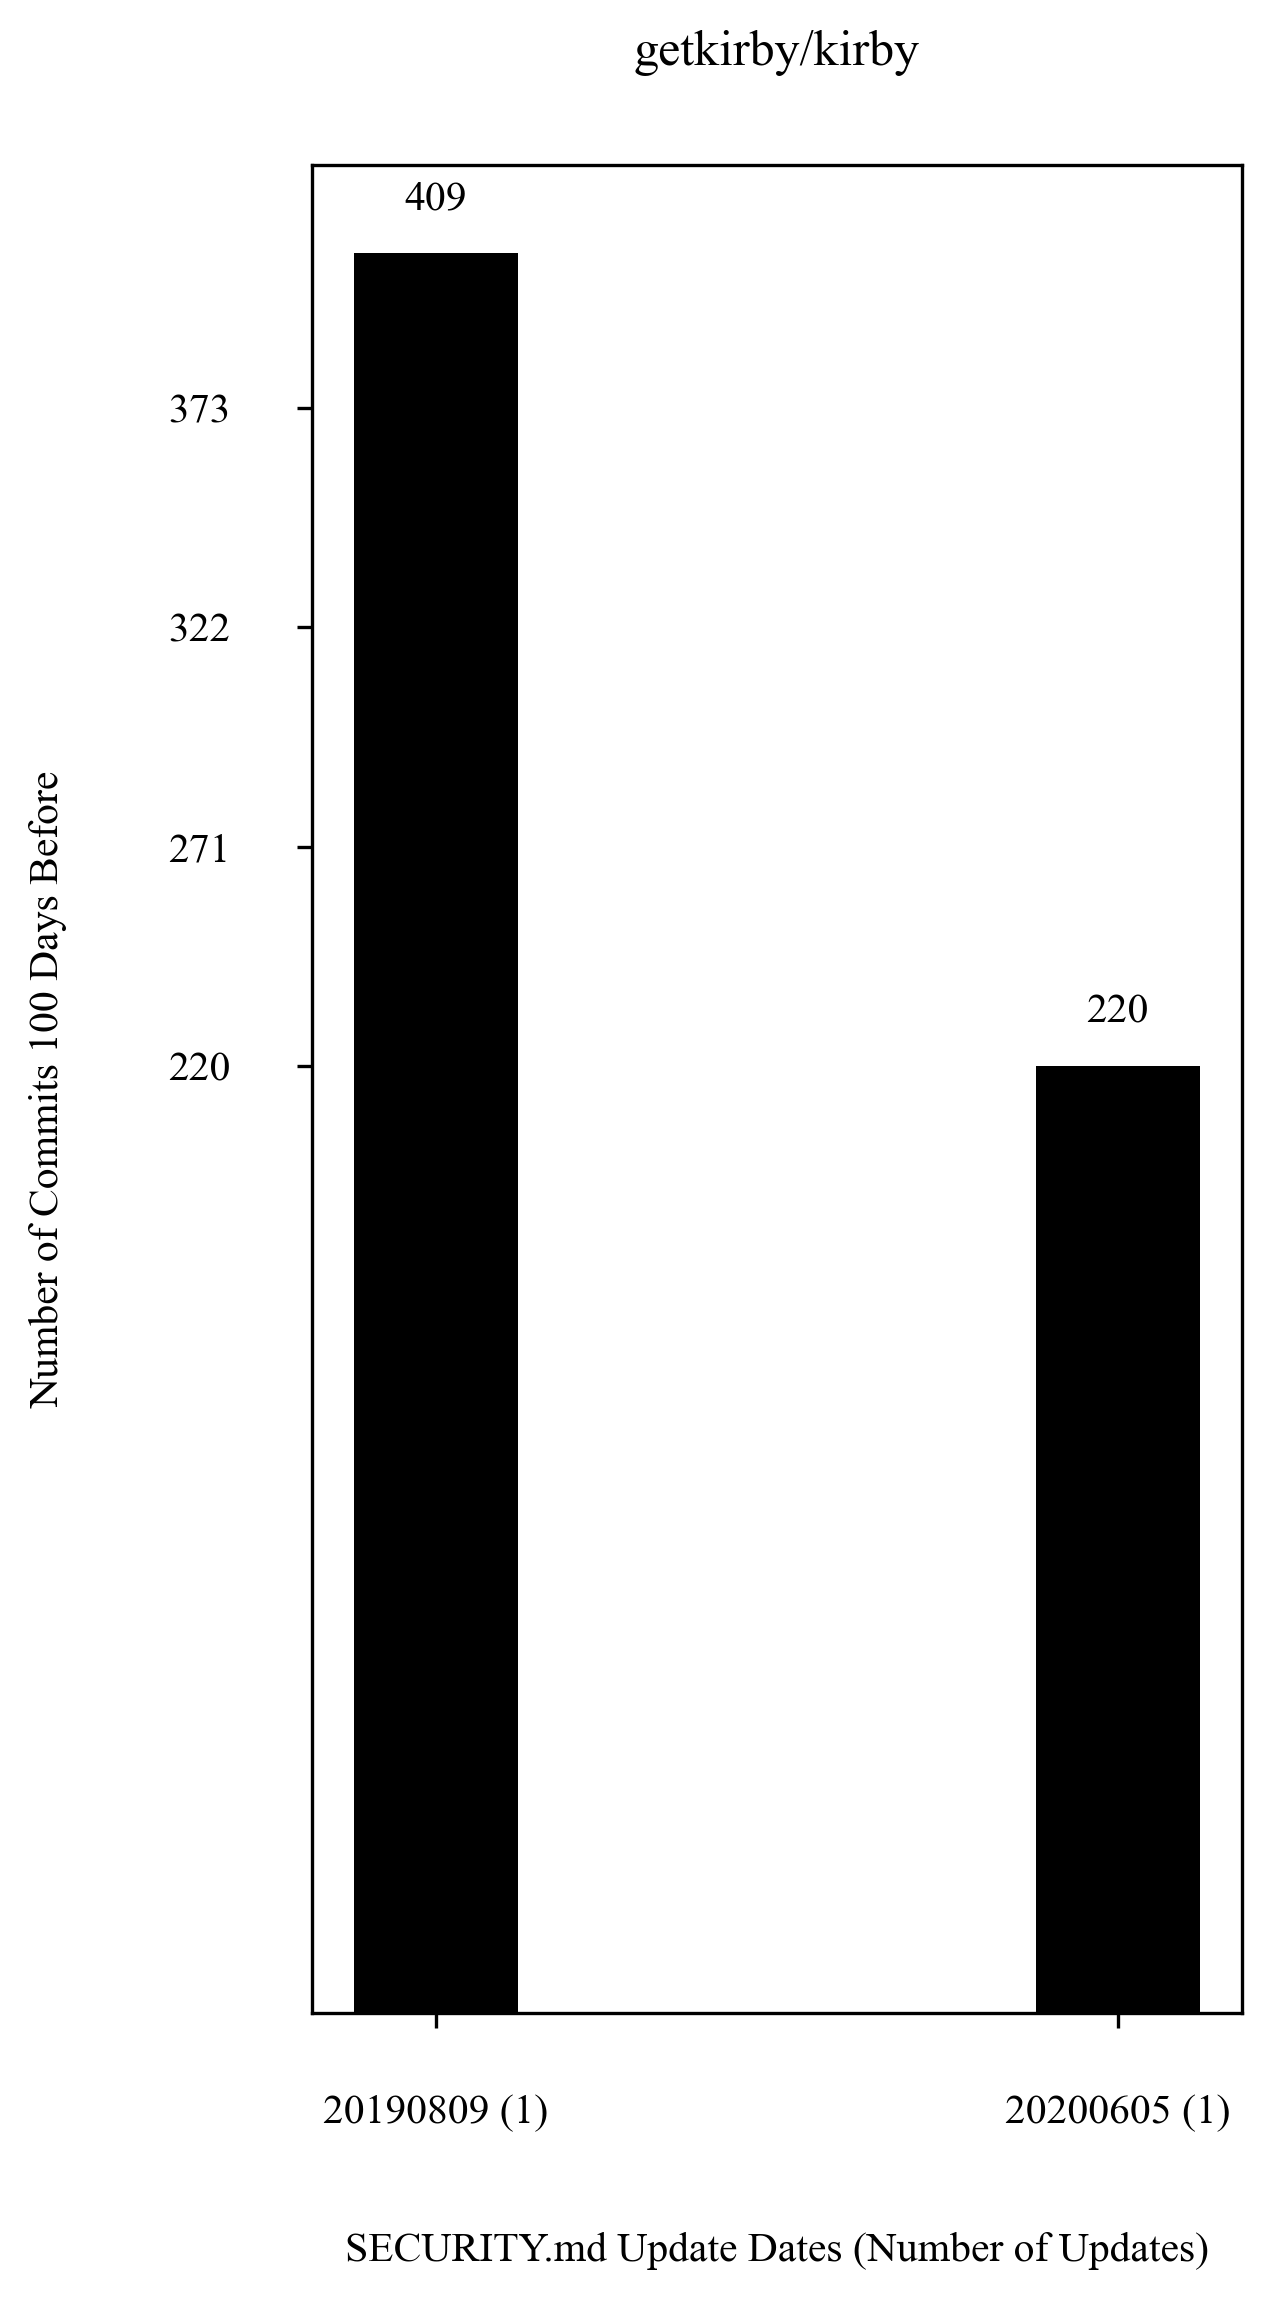 getkirby/kirby
409
373
322
271
220
220
Number of Commits 100 Days Before
20190809 (1)
20200605 (1)
SECURITY.md Update Dates (Number of Updates)